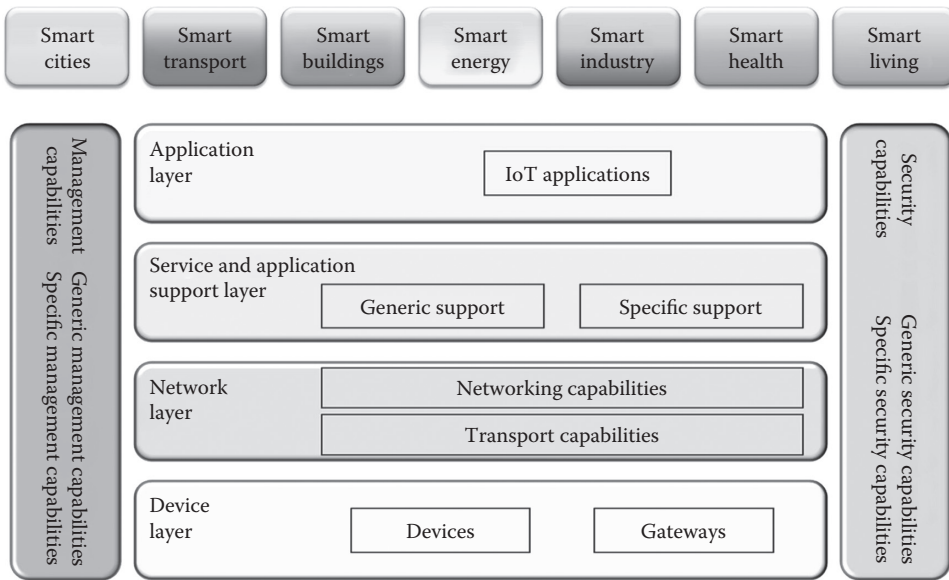 Smart
cities
Smart
transport
Smart
buildings
Smart
energy
Smart
industry
Smart
health
Smart
living
Management
capabilities
Generic management capabilities
Specific management capabilities
Application
layer
IoT applications
Service and application
support layer
Generic support
Specific support
Network
layer
Networking capabilities
Transport capabilities
Device
layer
Devices
Gateways
Security
capabilities
Generic security capabilities
Specific security capabilities